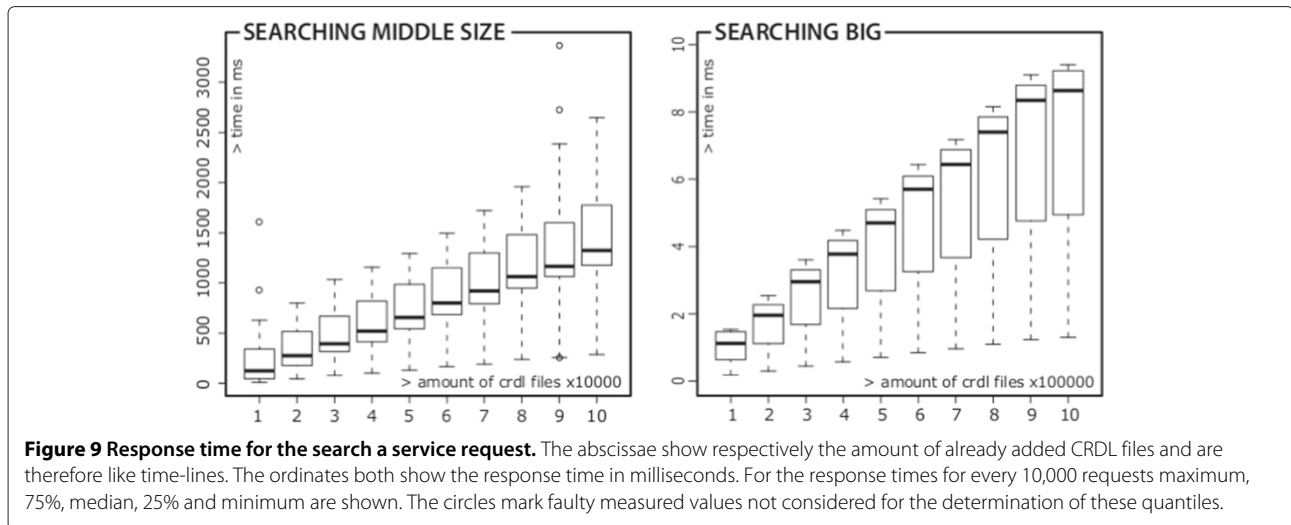 SEARCHING MIDDLE SIZE
> time in ms
3000
2500
2000
1500
1000
500
0
> amount of crdl files x10000
1 2 3 4 5 6 7 8 9 10
SEARCHING BIG
> time in ms
10
8
6
4
2
0
> amount of crdl files x100000
1 2 3 4 5 6 7 8 9 10
Figure 9 Response time for the search a service request. The abscissae show respectively the amount of already added CRDL files and are
therefore like time-lines. The ordinates both show the response time in milliseconds. For the response times for every 10,000 requests maximum,
75%, median, 25% and minimum are shown. The circles mark faulty measured values not considered for the determination of these quantiles.